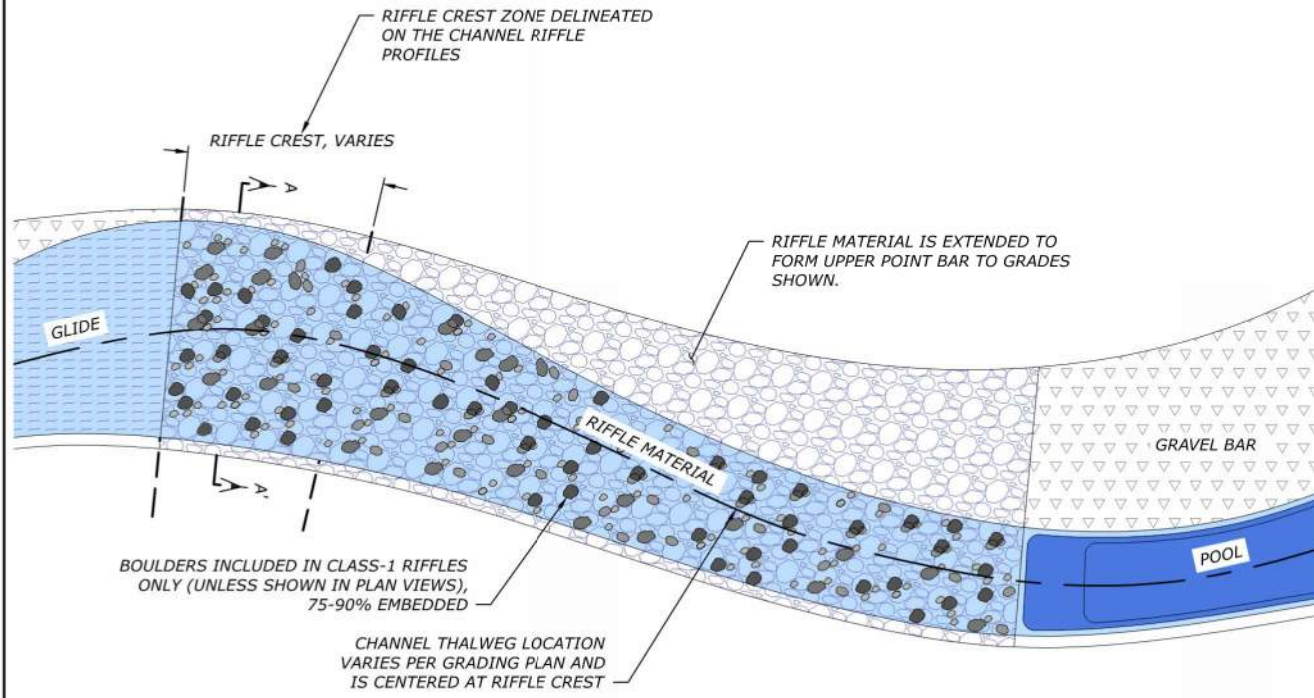 RIFFLE CREST ZONE DELINEATED
ON THE CHANNEL RIFFLE
PROFILES
RIFFLE CREST, VARIES
A
RIFFLE MATERIAL IS EXTENDED TO
FORM UPPER POINT BAR TO GRADES
SHOWN.
GLIDE
RIFFLE MATERIAL
GRAVEL BAR
POOL
A'
BOULDERS INCLUDED IN CLASS-1 RIFFLES
ONLY (UNLESS SHOWN IN PLAN VIEWS),
75-90% EMBEDDED
CHANNEL THALWEG LOCATION
VARIES PER GRADING PLAN AND
IS CENTERED AT RIFFLE CREST